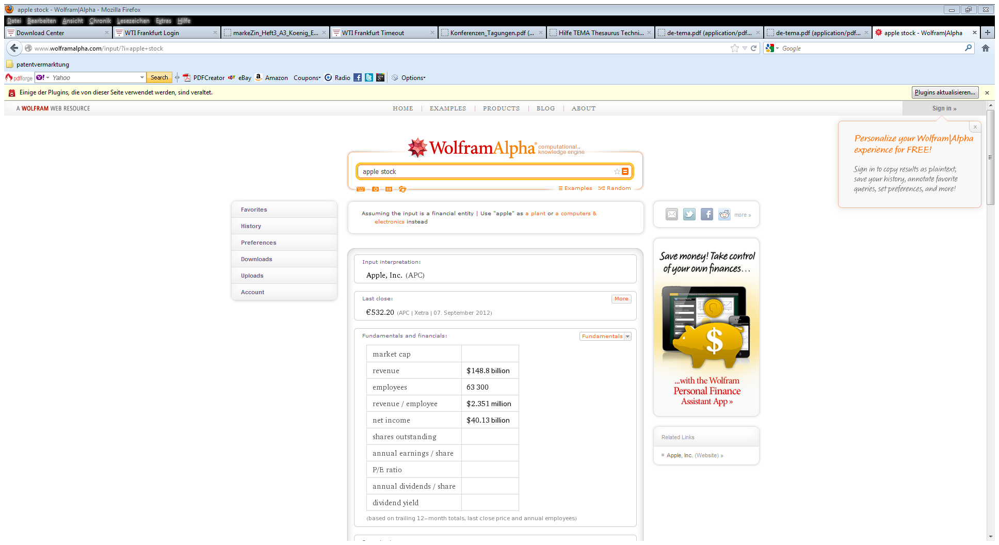 apple stock - Wolfram|Alpha - Mozilla Firefox
Datei Bearbeiten Ansicht Chronik Lesezeichen Extras Hilfe
Download Center WTI Frankfurt Login markeZin_Heft3_A3_Koenig_E... WTI Frankfurt Timeout Konferenzen_Tagungen.pdf (... Hilfe TEMA Thesaurus Techni... de-tema.pdf (application/pdf... de-tema.pdf (application/pdf... apple stock - Wolfram|Alpha
www.wolframalpha.com/input/?i=apple+stock Google
patentvermarktung
pdfforge Y! Yahoo Search PDFCreator eBay Amazon Coupons Radio Options
Einige der Plugins, die von dieser Seite verwendet werden, sind veraltet. Plugins aktualisieren...
A WOLFRAM WEB RESOURCE HOME | EXAMPLES | PRODUCTS | BLOG | ABOUT Sign in »
x
Personalize your Wolfram|Alpha
experience for FREE!
Sign in to copy results as plaintext,
save your history, annotate favorite
queries, set preferences, and more!
WolframAlpha® computational...
knowledge engine
apple stock
Examples Random
Favorites
History
Preferences
Downloads
Uploads
Account
Assuming the input is a financial entity | Use "apple" as a plant or a computers &
electronics instead
Input interpretation:
Apple, Inc. (APC)
Last close: More
€532.20 (APC | Xetra | 07. September 2012)
Fundamentals and financials: Fundamentals
market cap
revenue $148.8 billion
employees 63 300
revenue / employee $2.351 million
net income $40.13 billion
shares outstanding
annual earnings / share
P/E ratio
annual dividends / share
dividend yield
(based on trailing 12-month totals, last close price and annual employees)
more »
Save money! Take control
of your own finances...
$
...with the Wolfram
Personal Finance
Assistant App »
Related Links
Apple, Inc. (Website) »